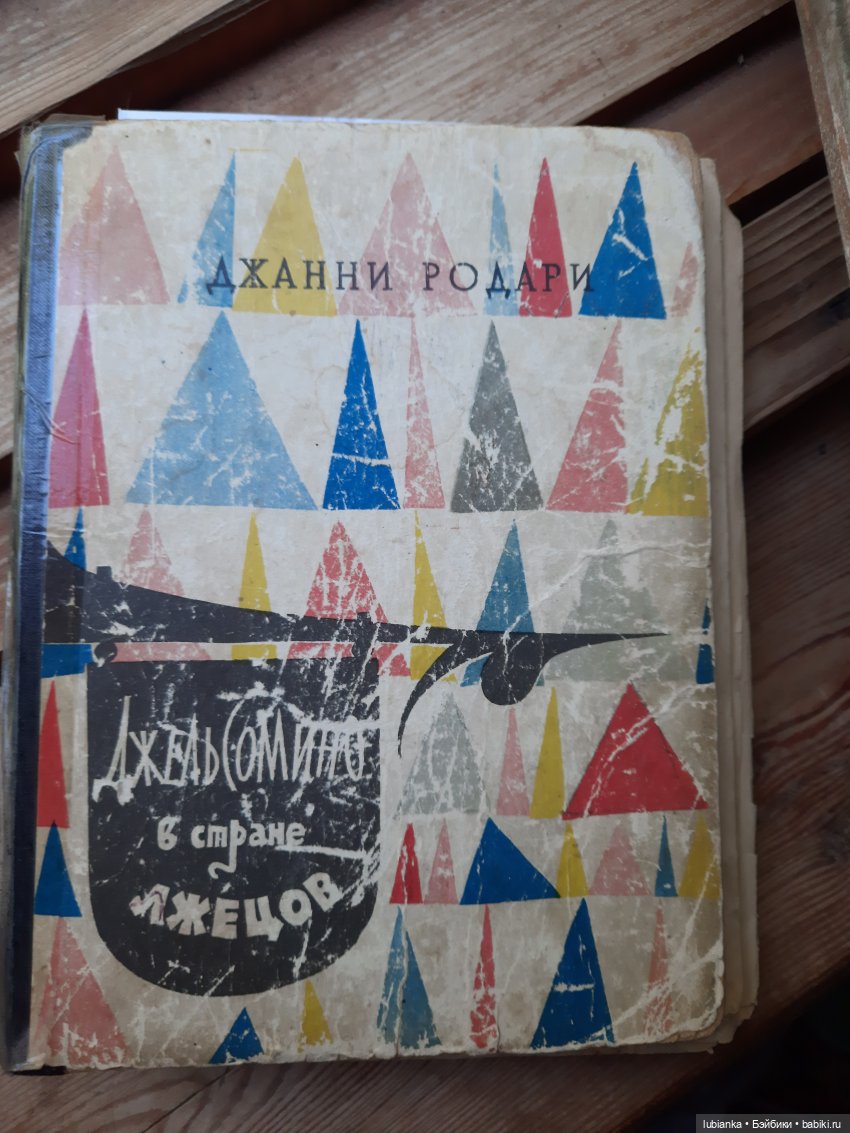 ДЖАННИ РОДАРИ
ДЖЕЛЬСОМИНО
в стране
ЛЖЕЦОВ
lubianka • Бэйбики • babiki.ru